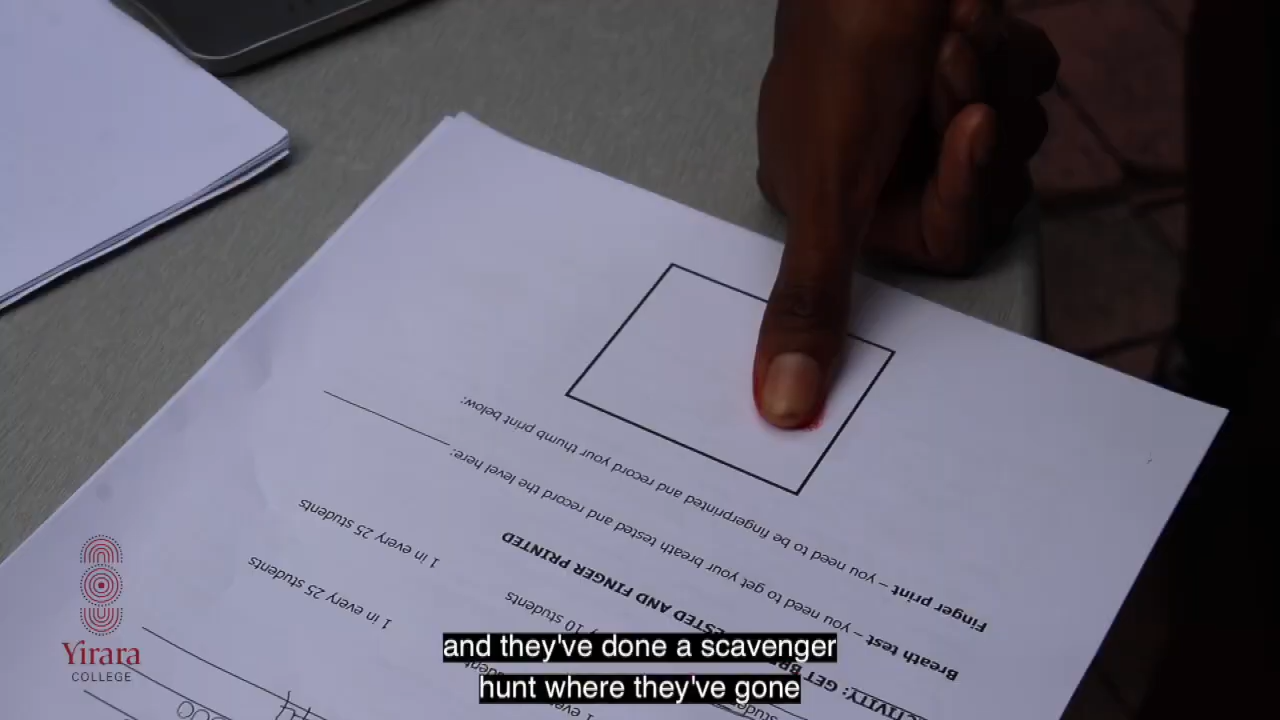 1 in every 25 students
10 students
1 in every 25 students
ACTIVITY: GET BRE TESTED AND FINGER PRINTED
Breath test – you need to get your breath tested and record the level here:
Finger print – you need to be fingerprinted and record your thumb print below:
Yirara
COLLEGE
and they've done a scavenger
hunt where they've gone